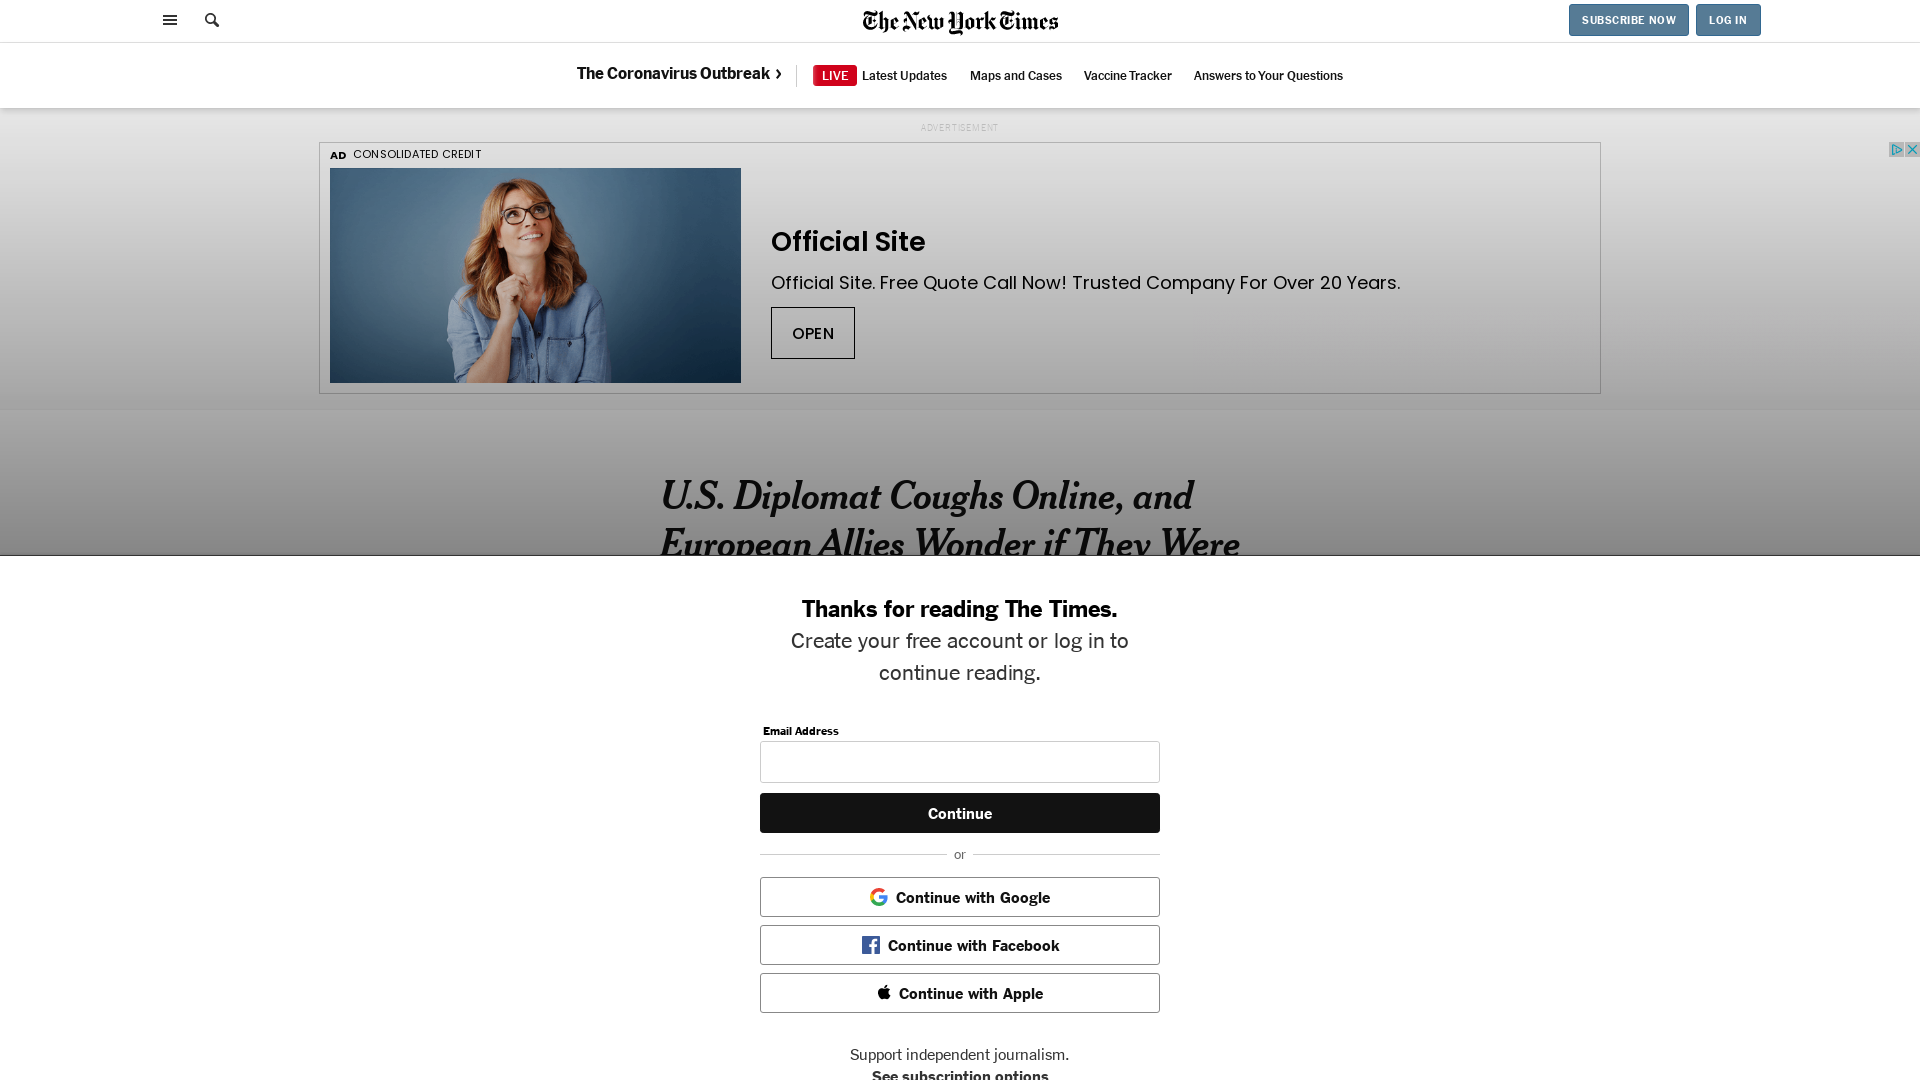 The New York Times
SUBSCRIBE NOW
LOG IN
The Coronavirus Outbreak ›
LIVE Latest Updates
Maps and Cases
Vaccine Tracker
Answers to Your Questions
ADVERTISEMENT
AD CONSOLIDATED CREDIT
Official Site
Official Site. Free Quote Call Now! Trusted Company For Over 20 Years.
OPEN
U.S. Diplomat Coughs Online, and
European Allies Wonder if They Were
Thanks for reading The Times.
Create your free account or log in to
continue reading.
Email Address
Continue
or
Continue with Google
Continue with Facebook
Continue with Apple
Support independent journalism.
See subscription options